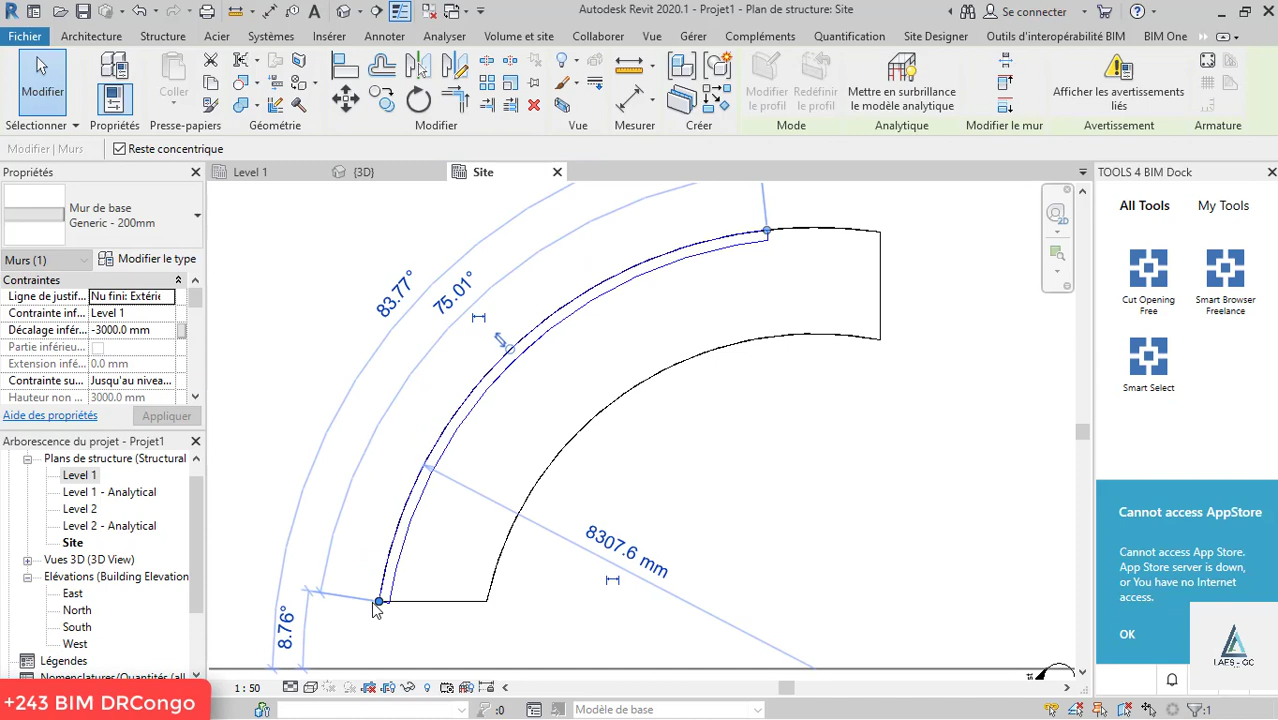 Autodesk Revit 2020.1 - Projet1 - Plan de structure: Site
Se connecter
Fichier Architecture Structure Acier Systèmes Insérer Annoter Analyser Volume et site Collaborer Vue Gérer Compléments Quantification Site Designer Outils d'interopérabilité BIM BIM One
Modifier
Coller
Modifier le profil
Redéfinir le profil
Mettre en surbrillance le modèle analytique
Afficher les avertissements liés
Sélectionner Propriétés Presse-papiers Géométrie Modifier Vue Mesurer Créer Mode Analytique Modifier le mur Avertissement Armature
Modifier | Murs
Reste concentrique
Propriétés
Level 1
{3D}
Site
TOOLS 4 BIM Dock
Mur de base
Generic - 200mm
Murs (1)
Modifier le type
Contraintes
Ligne de justif... Nu fini: Extérie
Contrainte inf... Level 1
Décalage infér... -3000.0 mm
Partie inférieu...
Extension infé... 0.0 mm
Contrainte su... Jusqu'au nivea...
Hauteur non ... 3000.0 mm
Aide des propriétés
Appliquer
Arborescence du projet - Projet1
Plans de structure (Structural
Level 1
Level 1 - Analytical
Level 2
Level 2 - Analytical
Site
Vues 3D (3D View)
Elévations (Building Elevation
East
North
South
West
Légendes
Nomenclatures/Quantités (all
83.77°
75.01°
8307.6 mm
8.76°
2D
All Tools
My Tools
Cut Opening
Free
Smart Browser
Freelance
Smart Select
Cannot access AppStore
Cannot access App Store.
App Store server is down,
or You have no Internet
access.
OK
LAES_GC
1 : 50
+243 BIM DRCongo
:0
Modèle de base
:1